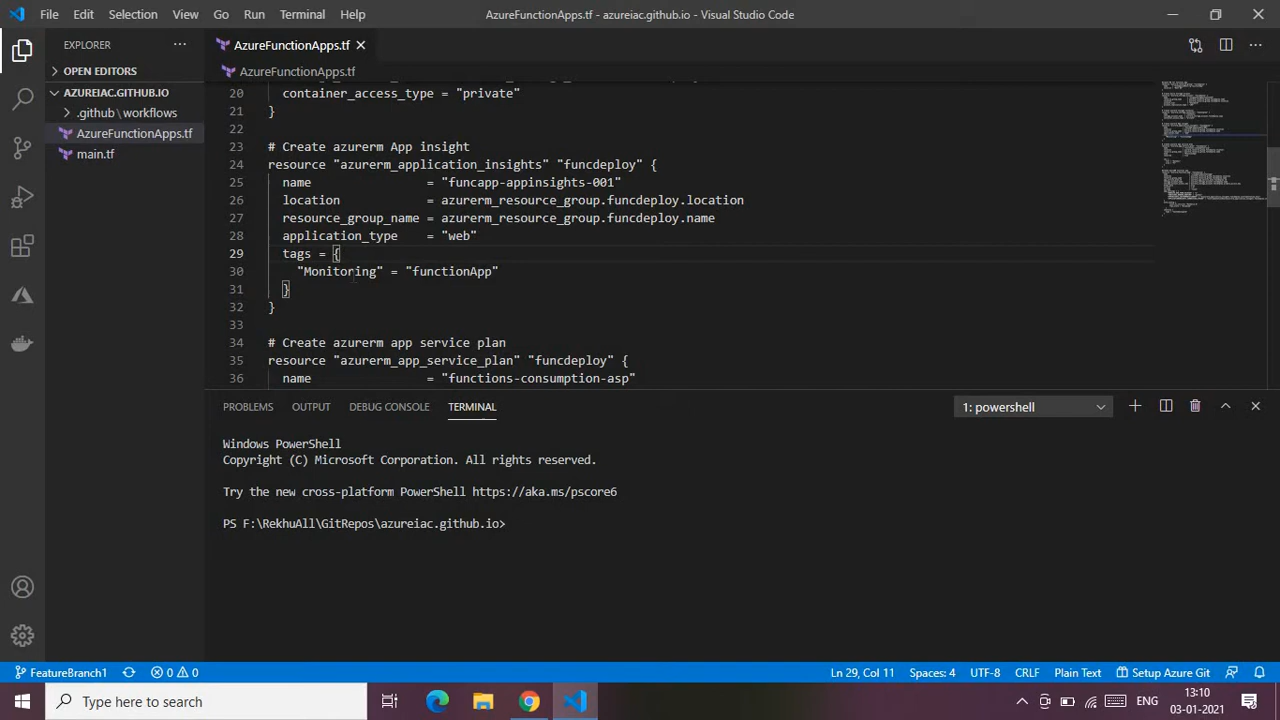 File Edit Selection View Go Run Terminal Help
AzureFunctionApps.tf - azureiac.github.io - Visual Studio Code
EXPLORER
OPEN EDITORS
AZUREIAC.GITHUB.IO
.github\workflows
AzureFunctionApps.tf
main.tf
AzureFunctionApps.tf
AzureFunctionApps.tf
20 container_access_type = "private"
21 }
22
23 # Create azurerm App insight
24 resource "azurerm_application_insights" "funcdeploy" {
25 name = "funcapp-appinsights-001"
26 location = azurerm_resource_group.funcdeploy.location
27 resource_group_name = azurerm_resource_group.funcdeploy.name
28 application_type = "web"
29 tags = {
30 "Monitoring" = "functionApp"
31 }
32 }
33
34 # Create azurerm app service plan
35 resource "azurerm_app_service_plan" "funcdeploy" {
36 name = "functions-consumption-asp"
PROBLEMS OUTPUT DEBUG CONSOLE TERMINAL
1: powershell
Windows PowerShell
Copyright (C) Microsoft Corporation. All rights reserved.
Try the new cross-platform PowerShell https://aka.ms/pscore6
PS F:\RekhuAll\GitRepos\azureiac.github.io>
FeatureBranch1 0 0 Ln 29, Col 11 Spaces: 4 UTF-8 CRLF Plain Text Setup Azure Git
Type here to search
ENG
13:10
03-01-2021